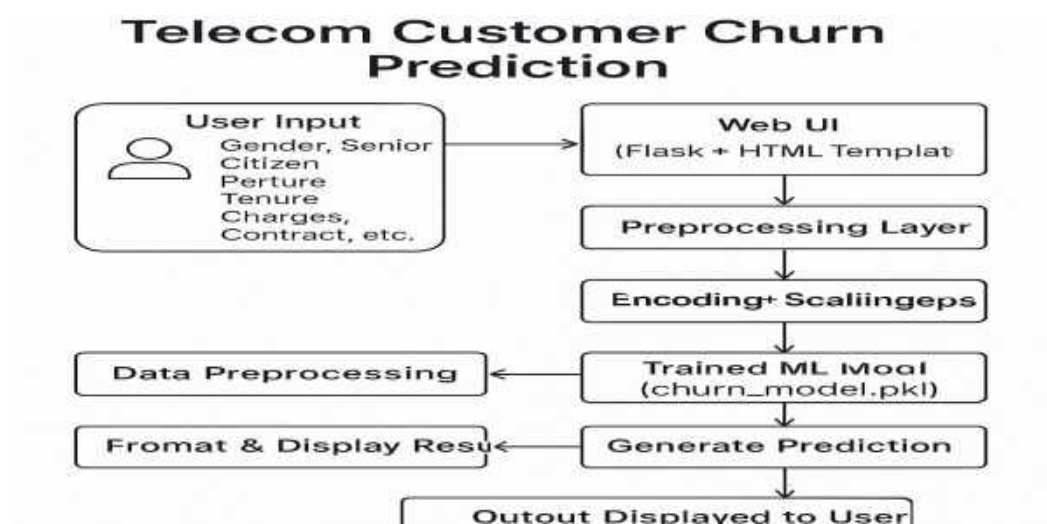 Telecom Customer Churn
Prediction
User Input
Gender, Senior
Citizen
Perture
Tenure
Charges,
Contract, etc.
Web UI
(Flask + HTML Templat
Preprocessing Layer
Encoding+ Scaliingeps
Trained ML Mogl
(churn_model.pkl)
Data Preprocessing
Generate Prediction
Fromat & Display Resu
Outout Displayed to User